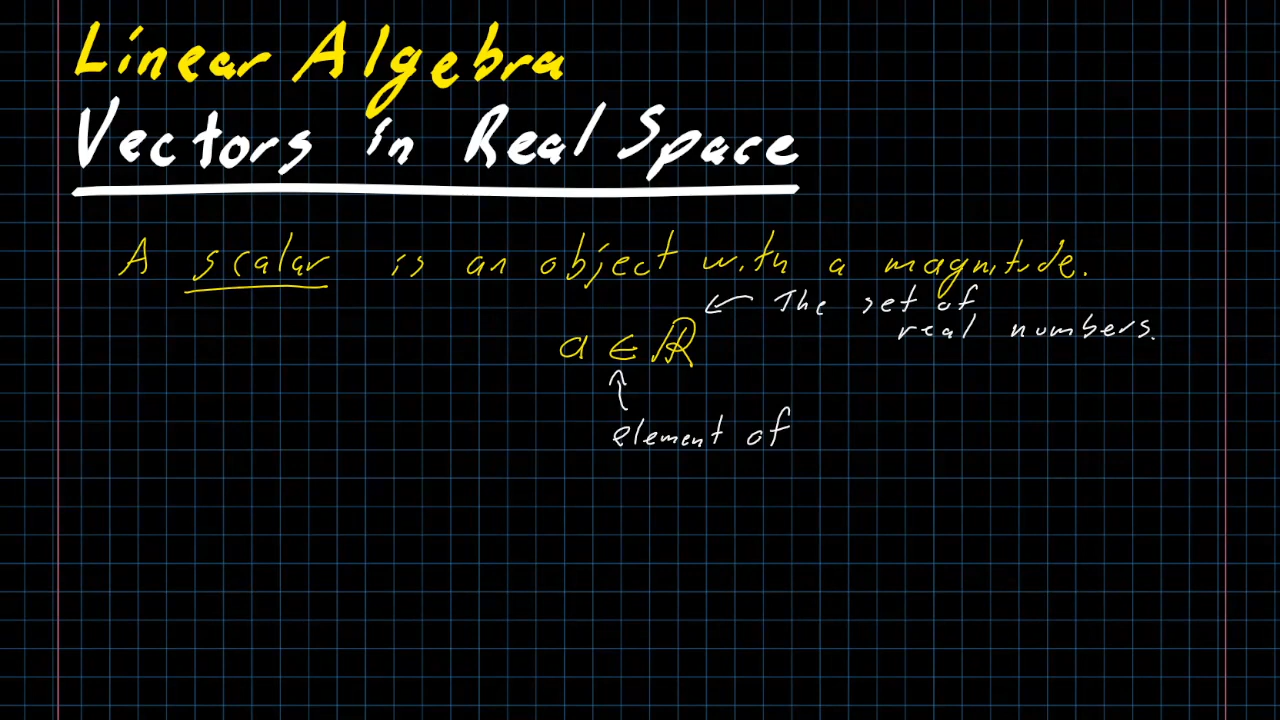 Linear Algebra
Vectors in Real Space
A scalar is an object with a magnitude.
The set of
real numbers.
a ∈ ℝ
element of